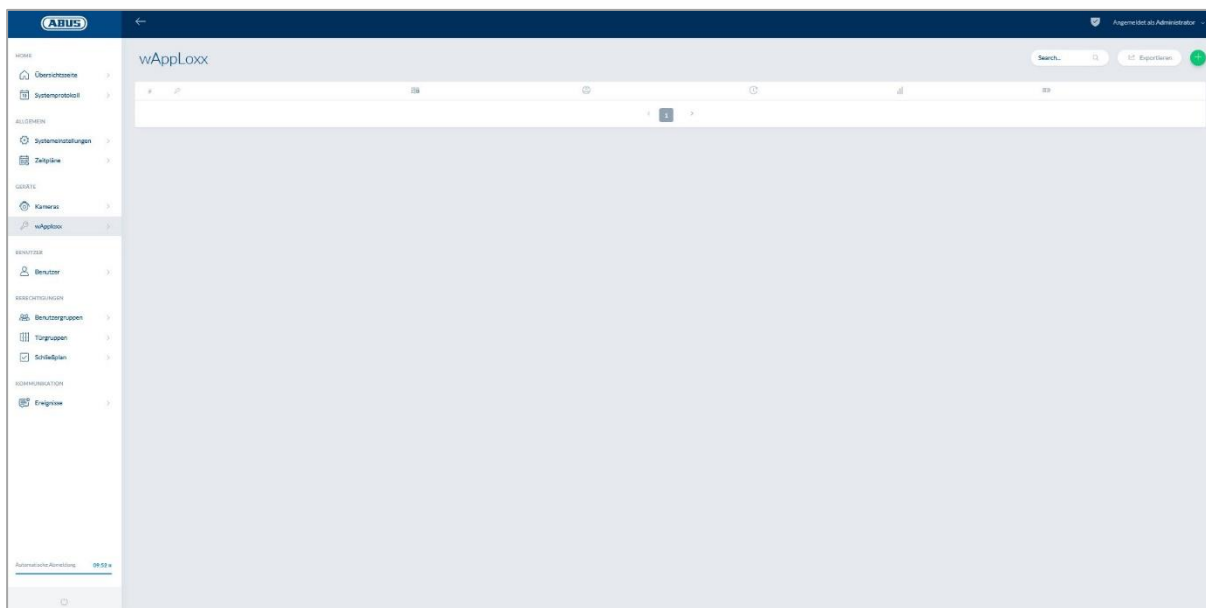 ABUS
Angemeldet als Administrator
HOME
Übersichtsseite
Systemprotokoll
ALLGEMEIN
Systemeinstellungen
Zeitpläne
GERÄTE
Kameras
wApploxx
BENUTZER
Benutzer
BERECHTIGUNGEN
Benutzergruppen
Türgruppen
Schließplan
KOMMUNIKATION
Ereignisse
Automatische Abmeldung
wAppLoxx
Search...
Exportieren
#
1